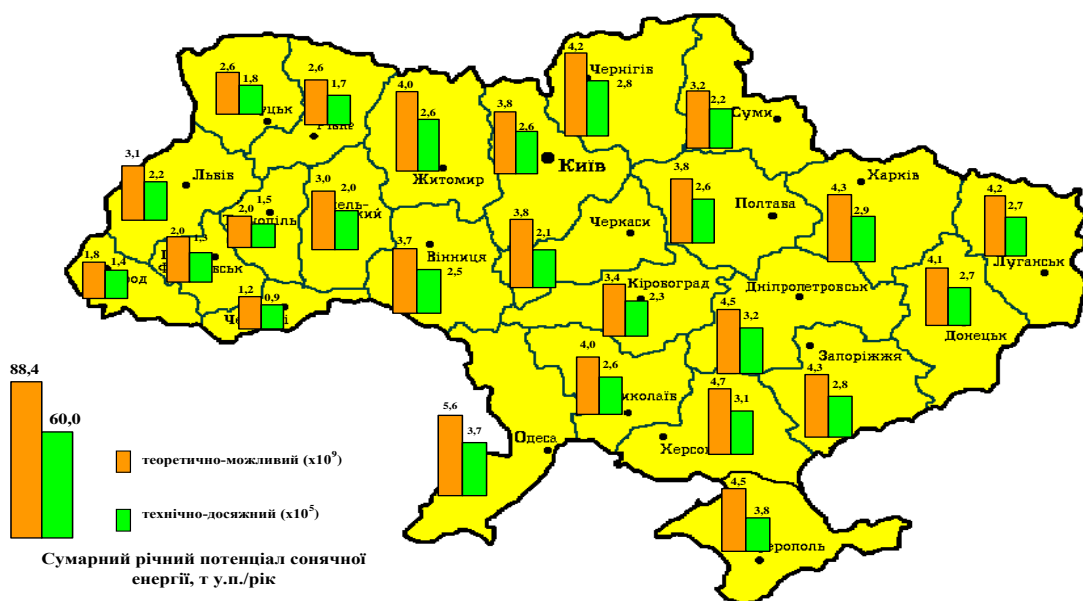 4,2
2,6
1,8
2,6
1,7
4,0
2,6
3,8
2,6
Чернігів
2,8
3,2
2,2
Суми
Житомир
Київ
3,1
2,2
Львів
2,0
1,5
3,0
2,0
3,8
2,6
Полтава
Харків
4,3
2,9
4,2
2,7
Луганськ
Черкаси
3,8
2,1
2,0
1,3
1,8
1,4
3,7
2,5
Вінниця
1,2
0,9
3,4
2,3
Кіровоград
4,5
3,2
Дніпропетровськ
4,1
2,7
Донецьк
Запоріжжя
4,3
2,8
4,0
2,6
4,7
3,1
5,6
3,7
Одеса
4,5
3,8
88,4
60,0
теоретично-можливий (х10⁹)
технічно-досяжний (х10⁵)
Сумарний річний потенціал сонячної
енергії, т у.п./рік